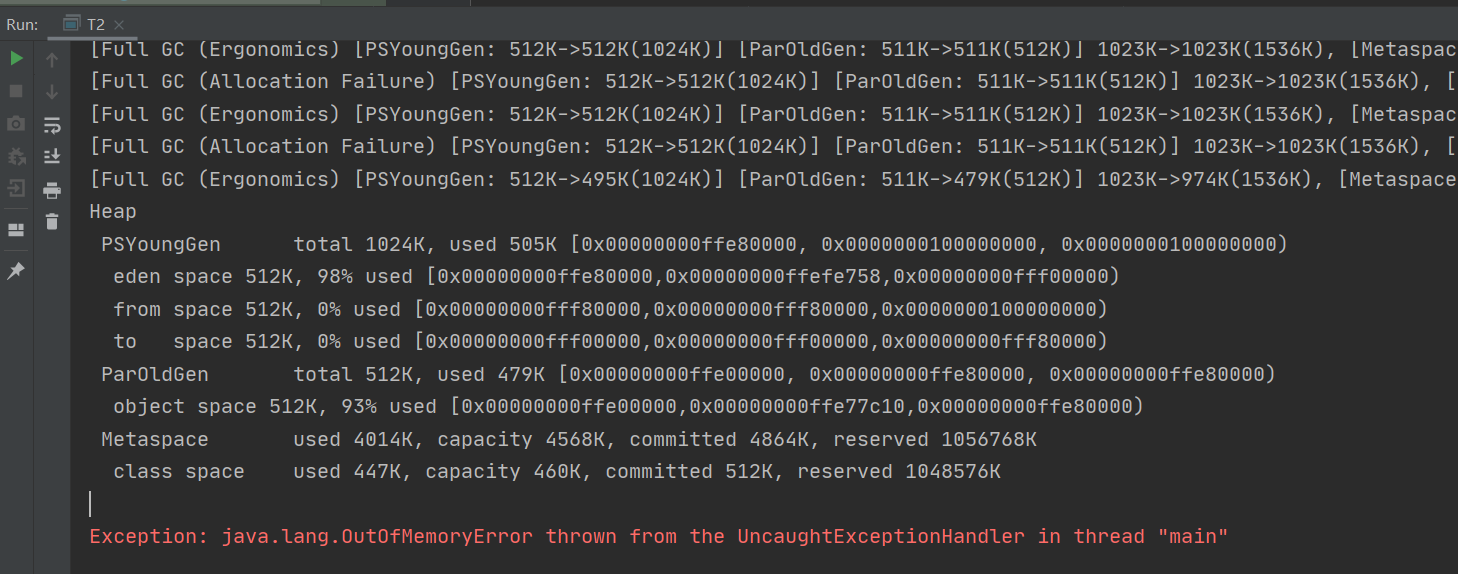 Run: T2
[Full GC (Ergonomics) [PSYoungGen: 512K->512K(1024K)] [ParOldGen: 511K->511K(512K)] 1023K->1023K(1536K), [Metaspac
[Full GC (Allocation Failure) [PSYoungGen: 512K->512K(1024K)] [ParOldGen: 511K->511K(512K)] 1023K->1023K(1536K), [
[Full GC (Ergonomics) [PSYoungGen: 512K->512K(1024K)] [ParOldGen: 511K->511K(512K)] 1023K->1023K(1536K), [Metaspac
[Full GC (Allocation Failure) [PSYoungGen: 512K->512K(1024K)] [ParOldGen: 511K->511K(512K)] 1023K->1023K(1536K), [
[Full GC (Ergonomics) [PSYoungGen: 512K->495K(1024K)] [ParOldGen: 511K->479K(512K)] 1023K->974K(1536K), [Metaspace
Heap
 PSYoungGen      total 1024K, used 505K [0x00000000ffe80000, 0x0000000100000000, 0x0000000100000000)
  eden space 512K, 98% used [0x00000000ffe80000,0x00000000ffefe758,0x00000000fff00000)
  from space 512K, 0% used [0x00000000fff80000,0x00000000fff80000,0x0000000100000000)
  to   space 512K, 0% used [0x00000000fff00000,0x00000000fff00000,0x00000000fff80000)
 ParOldGen       total 512K, used 479K [0x00000000ffe00000, 0x00000000ffe80000, 0x00000000ffe80000)
  object space 512K, 93% used [0x00000000ffe00000,0x00000000ffe77c10,0x00000000ffe80000)
 Metaspace       used 4014K, capacity 4568K, committed 4864K, reserved 1056768K
  class space    used 447K, capacity 460K, committed 512K, reserved 1048576K
Exception: java.lang.OutOfMemoryError thrown from the UncaughtExceptionHandler in thread "main"